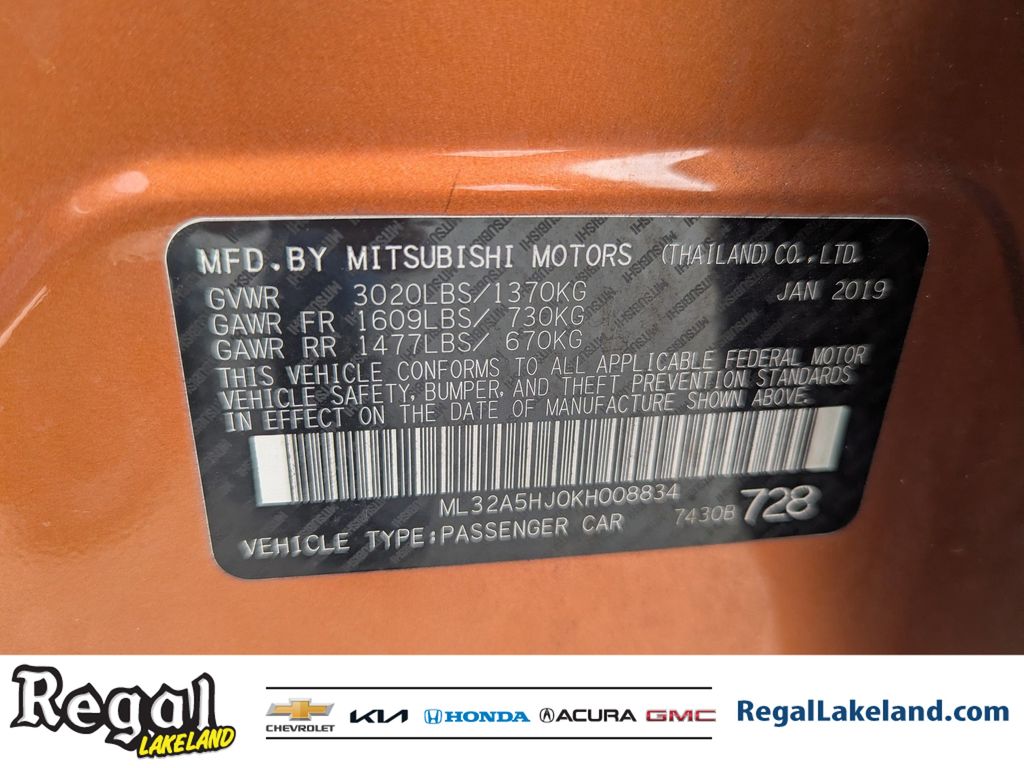 MFD.BY MITSUBISHI MOTORS (THAILAND)CO.,LTD.
GVWR 3020LBS/1370KG JAN 2019
GAWR FR 1609LBS/ 730KG
GAWR RR 1477LBS/ 670KG
THIS VEHICLE CONFORMS TO ALL APPLICABLE FEDERAL MOTOR
VEHICLE SAFETY, BUMPER, AND THEFT PREVENTION STANDARDS
IN EFFECT ON THE DATE OF MANUFACTURE SHOWN ABOVE.
ML32A5HJ0KH008834
7430B 728
VEHICLE TYPE:PASSENGER CAR
Regal LAKELAND
CHEVROLET KIA HONDA ACURA GMC
RegalLakeland.com